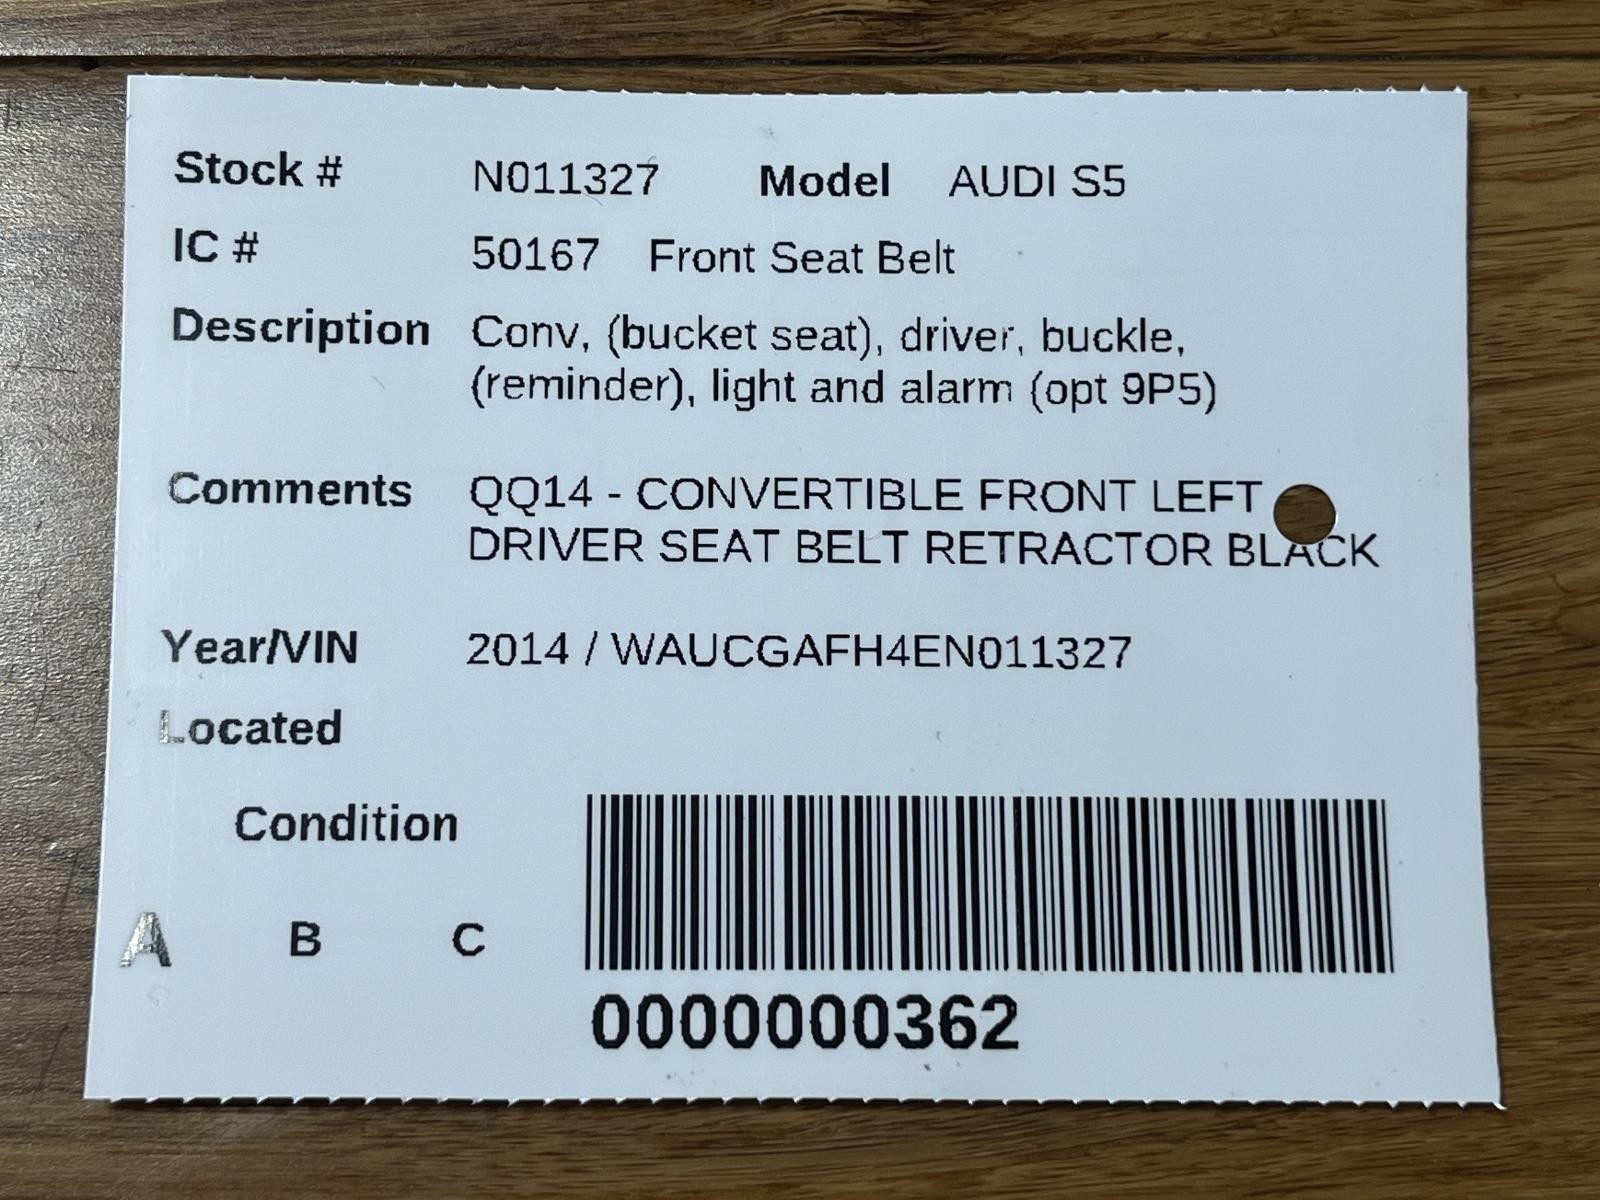 Stock # N011327 Model AUDI S5
IC # 50167 Front Seat Belt
Description Conv, (bucket seat), driver, buckle,
(reminder), light and alarm (opt 9P5)
Comments QQ14 - CONVERTIBLE FRONT LEFT
DRIVER SEAT BELT RETRACTOR BLACK
Year/VIN 2014 / WAUCGAFH4EN011327
Located
Condition
A B C
0000000362